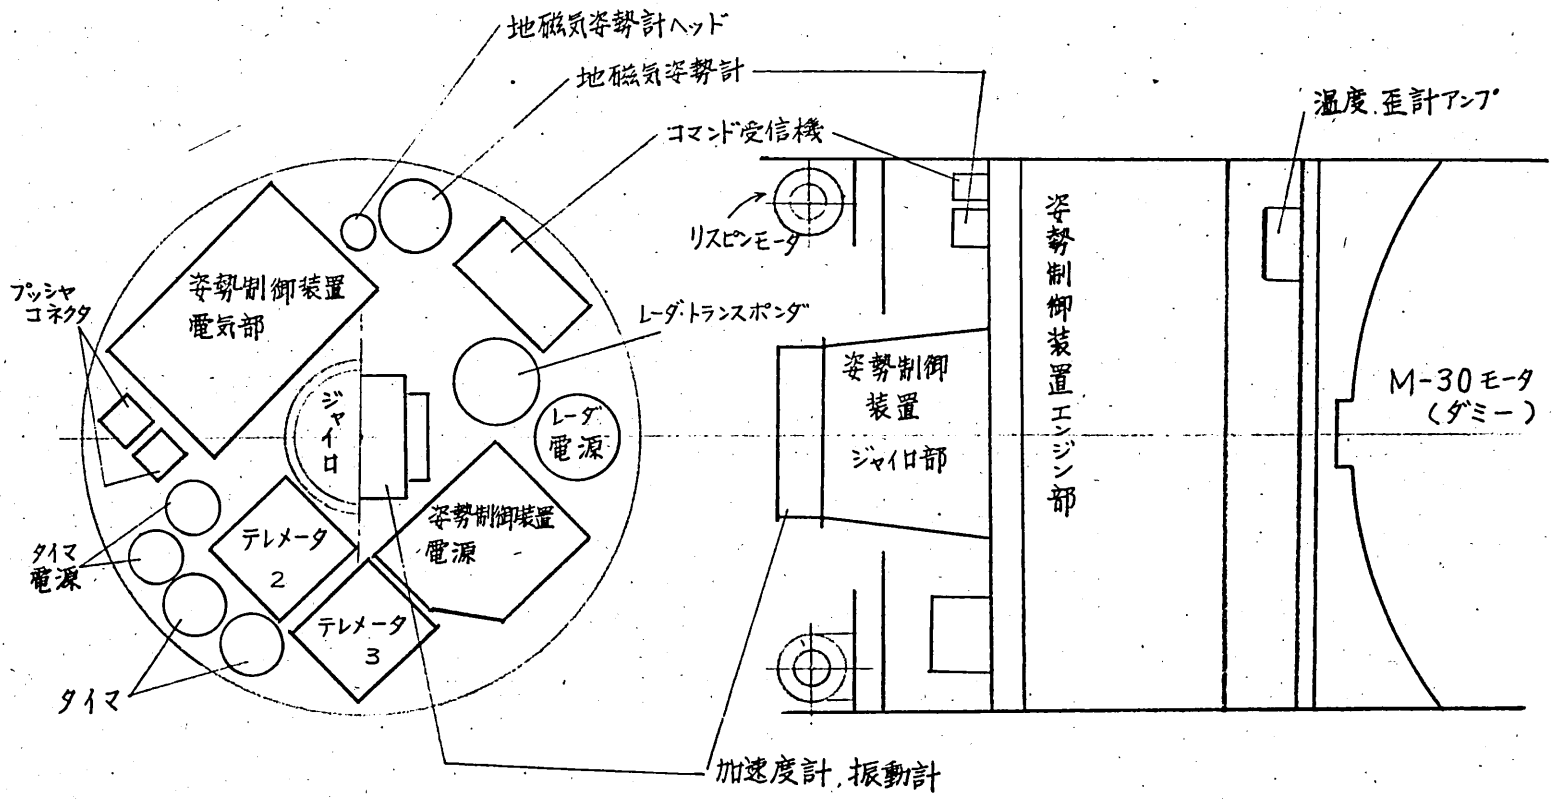 地磁気姿勢計ヘッド
地磁気姿勢計
コマンド受信機
温度.歪計アンプ
リスピンモータ
プッシャ
コネクタ
姿勢制御装置
電気部
レーダ・トランスポンダ
ジャイロ
レーダ
電源
姿勢制御
装置
ジャイロ部
姿勢制御装置エンジン部
M-30モータ
(ダミー)
タイマ
電源
テレメータ
2
姿勢制御装置
電源
テレメータ
3
タイマ
加速度計,振動計